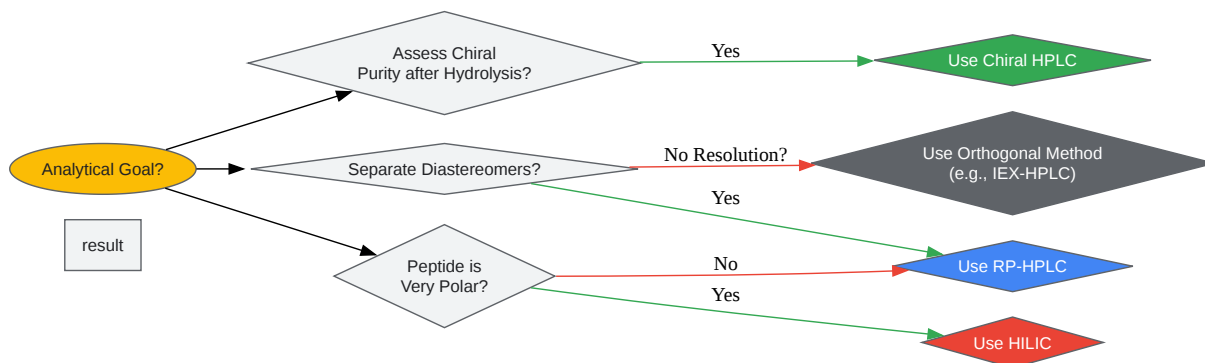 Assess Chiral
Purity after Hydrolysis?
Yes
Use Chiral HPLC
Analytical Goal?
Separate Diastereomers?
No Resolution?
Use Orthogonal Method
(e.g., IEX-HPLC)
Yes
result
Peptide is
Very Polar?
No
Use RP-HPLC
Yes
Use HILIC